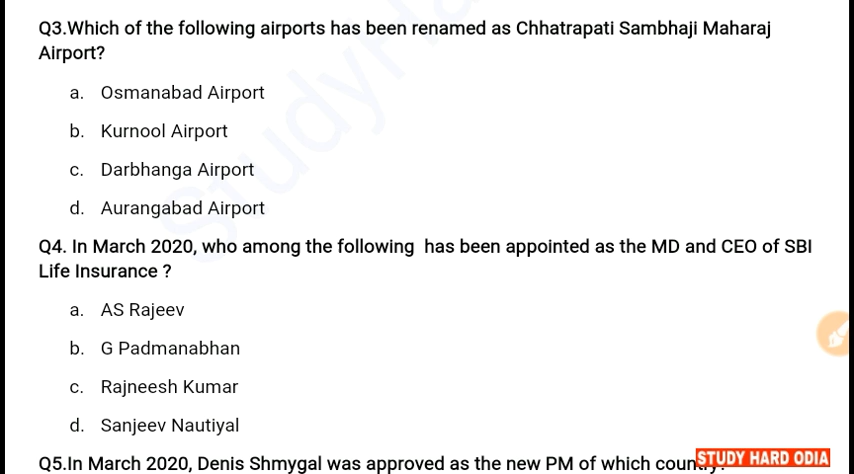 Q3.Which of the following airports has been renamed as Chhatrapati Sambhaji Maharaj
Airport?
a. Osmanabad Airport
b. Kurnool Airport
c. Darbhanga Airport
d. Aurangabad Airport
Q4. In March 2020, who among the following has been appointed as the MD and CEO of SBI
Life Insurance ?
a. AS Rajeev
b. G Padmanabhan
c. Rajneesh Kumar
d. Sanjeev Nautiyal
Q5.In March 2020, Denis Shmygal was approved as the new PM of which country?
STUDY HARD ODIA